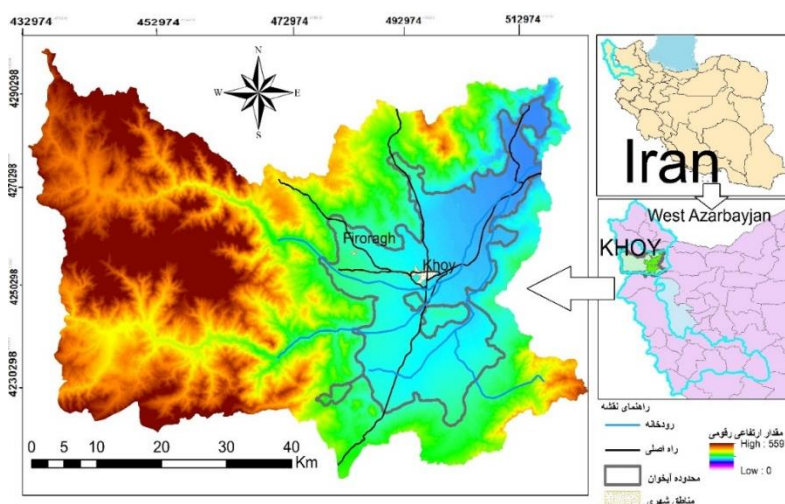 432974 452974 472974 492974 512974
4290298
4270298
4250298
4230298
N
W E
S
Firoragh
Khoy
0 5 10 20 30 40
Km
Iran
West Azarbayjan
KHOY
راهنمای نقشه
رودخانه
راه اصلی
محدوده آبخوان
مناطق شهری
مقدار ارتفاعی رقومی
High : 559
Low : 0